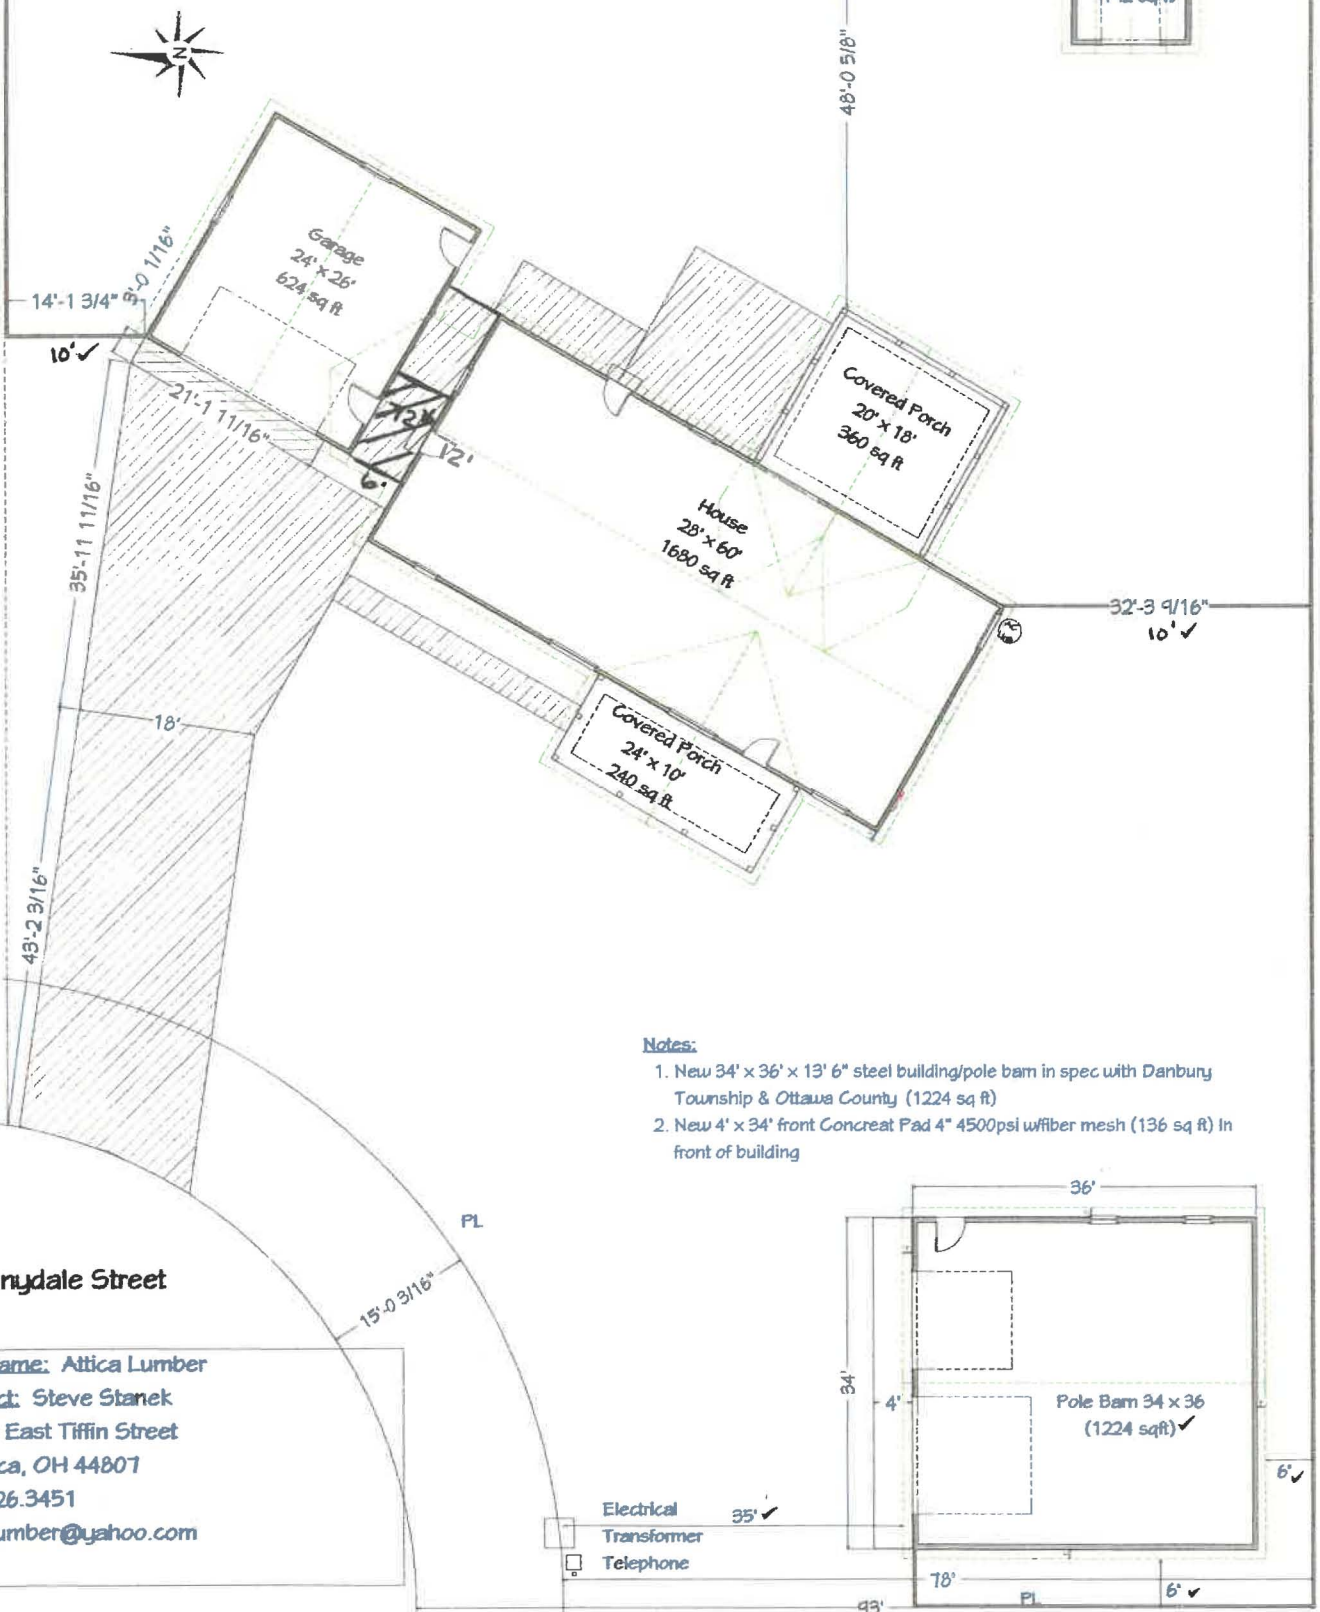 48'-0 5/8"
N
Garage
24' x 26'
624 sq ft
14'-1 3/4"
3'-0 1/16"
10' ✓
21'-1 11/16"
12'
6'
Covered Porch
20' x 18'
360 sq ft
House
28' x 60'
1680 sq ft
32'-3 9/16"
10' ✓
AC
35'-11 11/16"
18'
Covered Porch
24' x 10'
240 sq ft
43'-2 3/16"
Notes:
1. New 34' x 36' x 13' 6" steel building/pole barn in spec with Danbury
Township & Ottawa County (1224 sq ft)
2. New 4' x 34' front Concreat Pad 4" 4500psi w/fiber mesh (136 sq ft) In
front of building
36'
PL
nydale Street
15'-0 3/16"
34'
4'
Pole Barn 34 x 36
(1224 sqft) ✓
6' ✓
ame: Attica Lumber
ct: Steve Stanek
East Tiffin Street
ca, OH 44807
26.3451
umber@yahoo.com
Electrical
Transformer
Telephone
35' ✓
78'
PL
6' ✓
93'